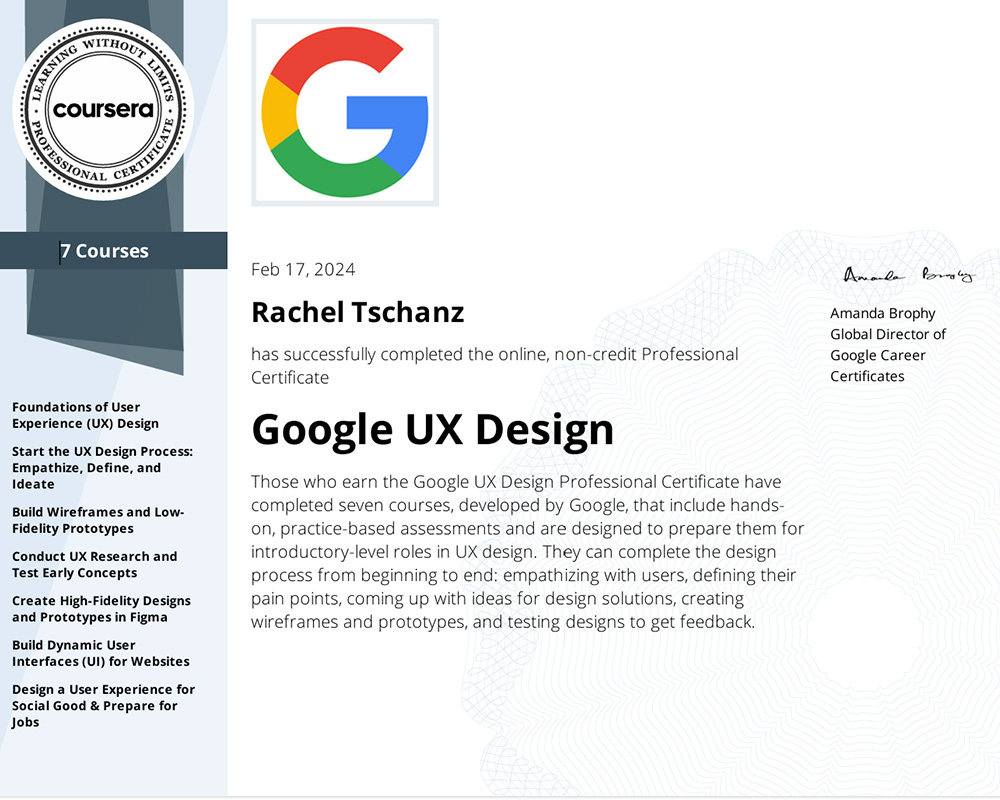 LEARNING WITHOUT LIMITS
coursera
PROFESSIONAL CERTIFICATE
7 Courses
Foundations of User
Experience (UX) Design
Start the UX Design Process:
Empathize, Define, and
Ideate
Build Wireframes and Low-
Fidelity Prototypes
Conduct UX Research and
Test Early Concepts
Create High-Fidelity Designs
and Prototypes in Figma
Build Dynamic User
Interfaces (UI) for Websites
Design a User Experience for
Social Good & Prepare for
Jobs
G
Feb 17, 2024
Rachel Tschanz
has successfully completed the online, non-credit Professional
Certificate
Google UX Design
Those who earn the Google UX Design Professional Certificate have
completed seven courses, developed by Google, that include hands-
on, practice-based assessments and are designed to prepare them for
introductory-level roles in UX design. They can complete the design
process from beginning to end: empathizing with users, defining their
pain points, coming up with ideas for design solutions, creating
wireframes and prototypes, and testing designs to get feedback.
Amanda Brophy
Amanda Brophy
Global Director of
Google Career
Certificates